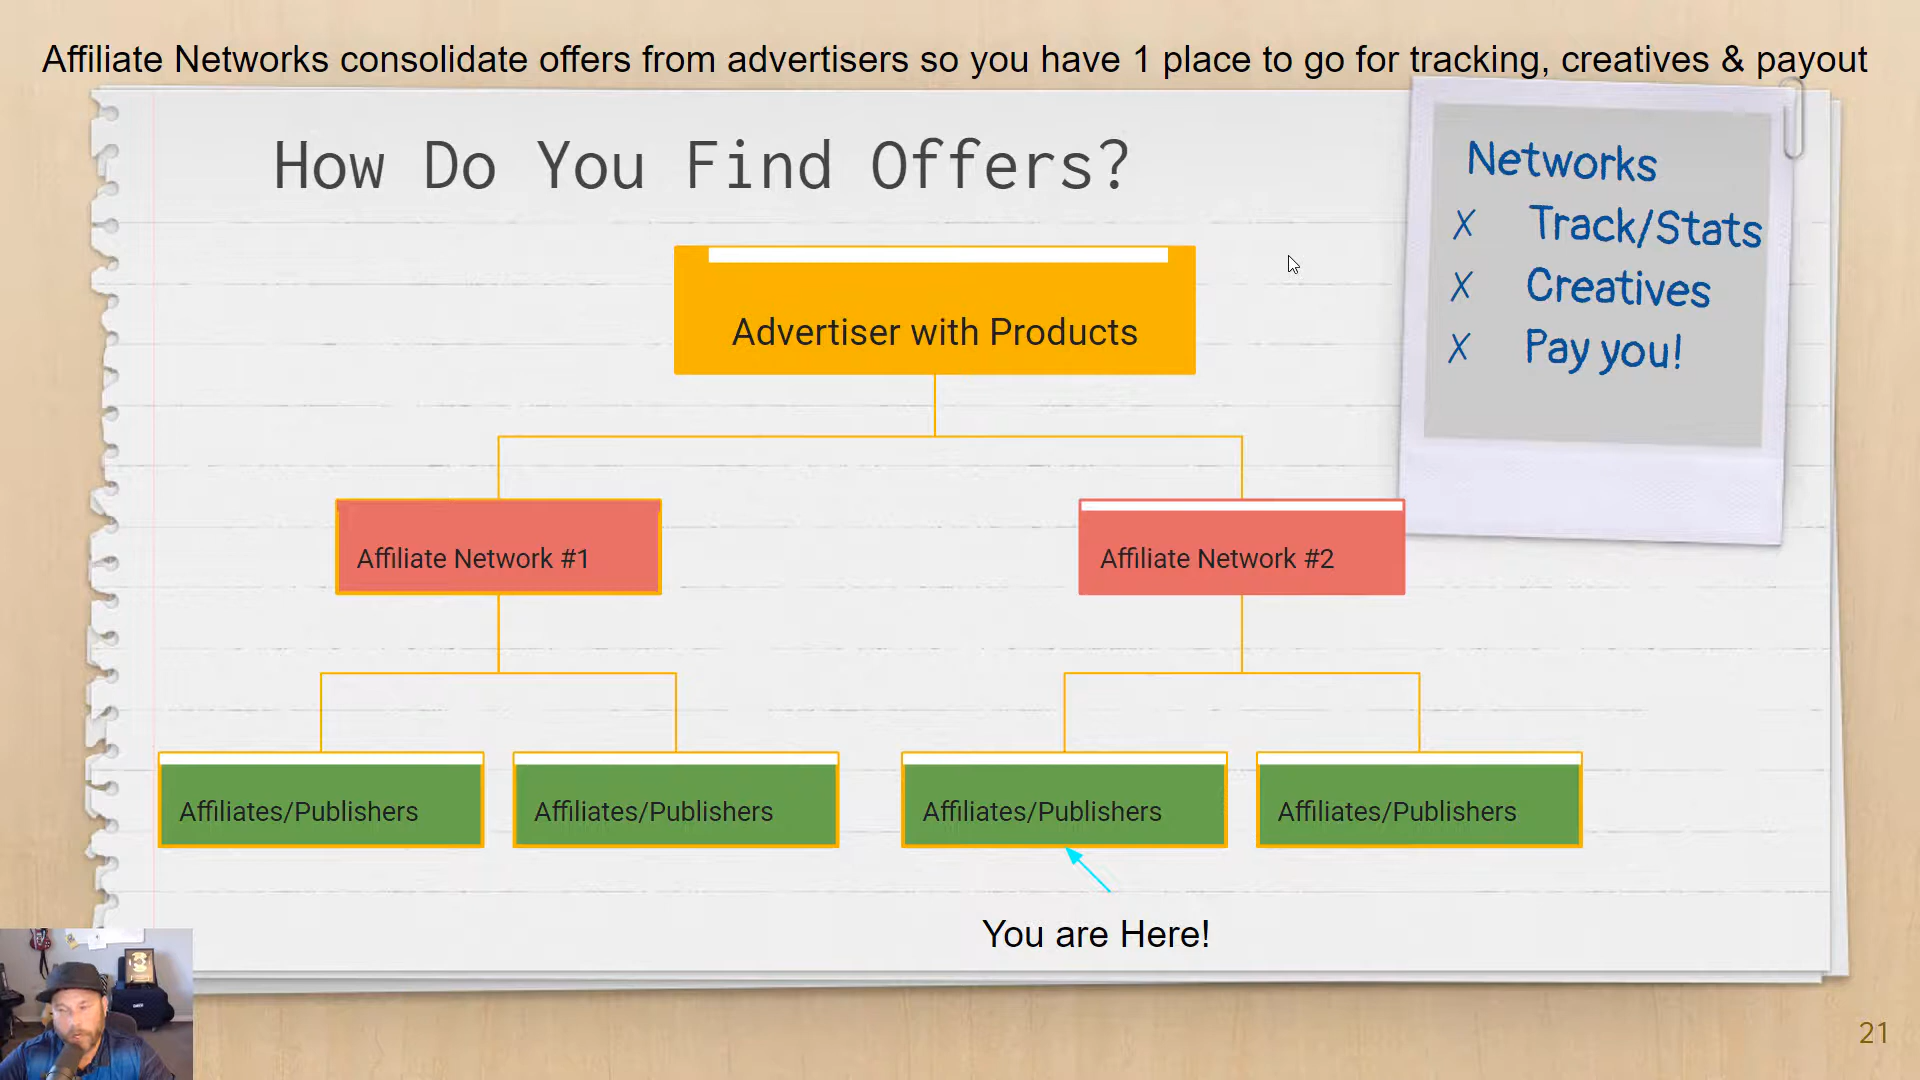 Affiliate Networks consolidate offers from advertisers so you have 1 place to go for tracking, creatives & payout
How Do You Find Offers?
Networks
X Track/Stats
X Creatives
X Pay you!
Advertiser with Products
Affiliate Network #1
Affiliate Network #2
Affiliates/Publishers
Affiliates/Publishers
Affiliates/Publishers
Affiliates/Publishers
You are Here!
21